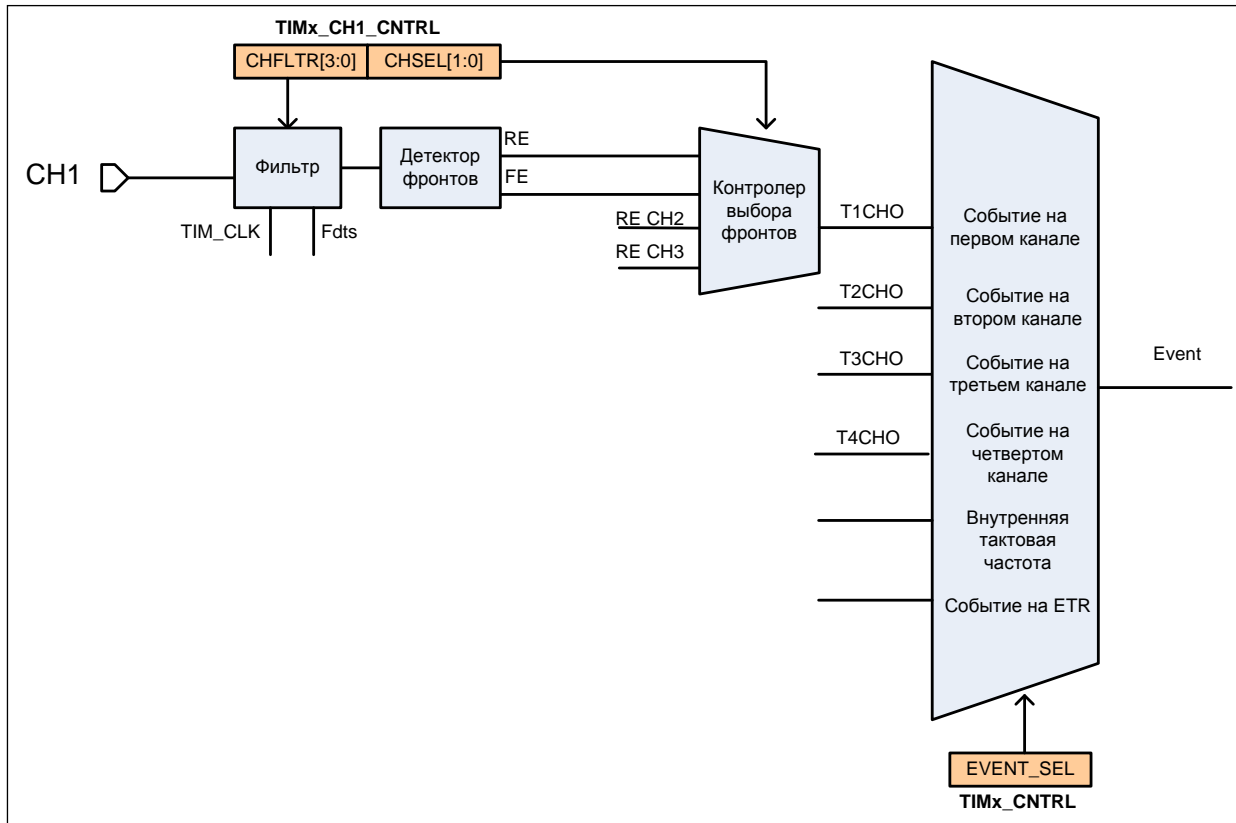 TIMx_CH1_CNTRL
CHFLTR[3:0]
CHSEL[1:0]
CH1
Фильтр
TIM_CLK
Fdts
Детектор
фронтов
RE
FE
RE CH2
RE CH3
Контролер
выбора
фронтов
T1CHO
T2CHO
T3CHO
T4CHO
Событие на
первом канале
Событие на
втором канале
Событие на
третьем канале
Событие на
четвертом
канале
Внутренняя
тактовая
частота
Событие на ETR
Event
EVENT_SEL
TIMx_CNTRL